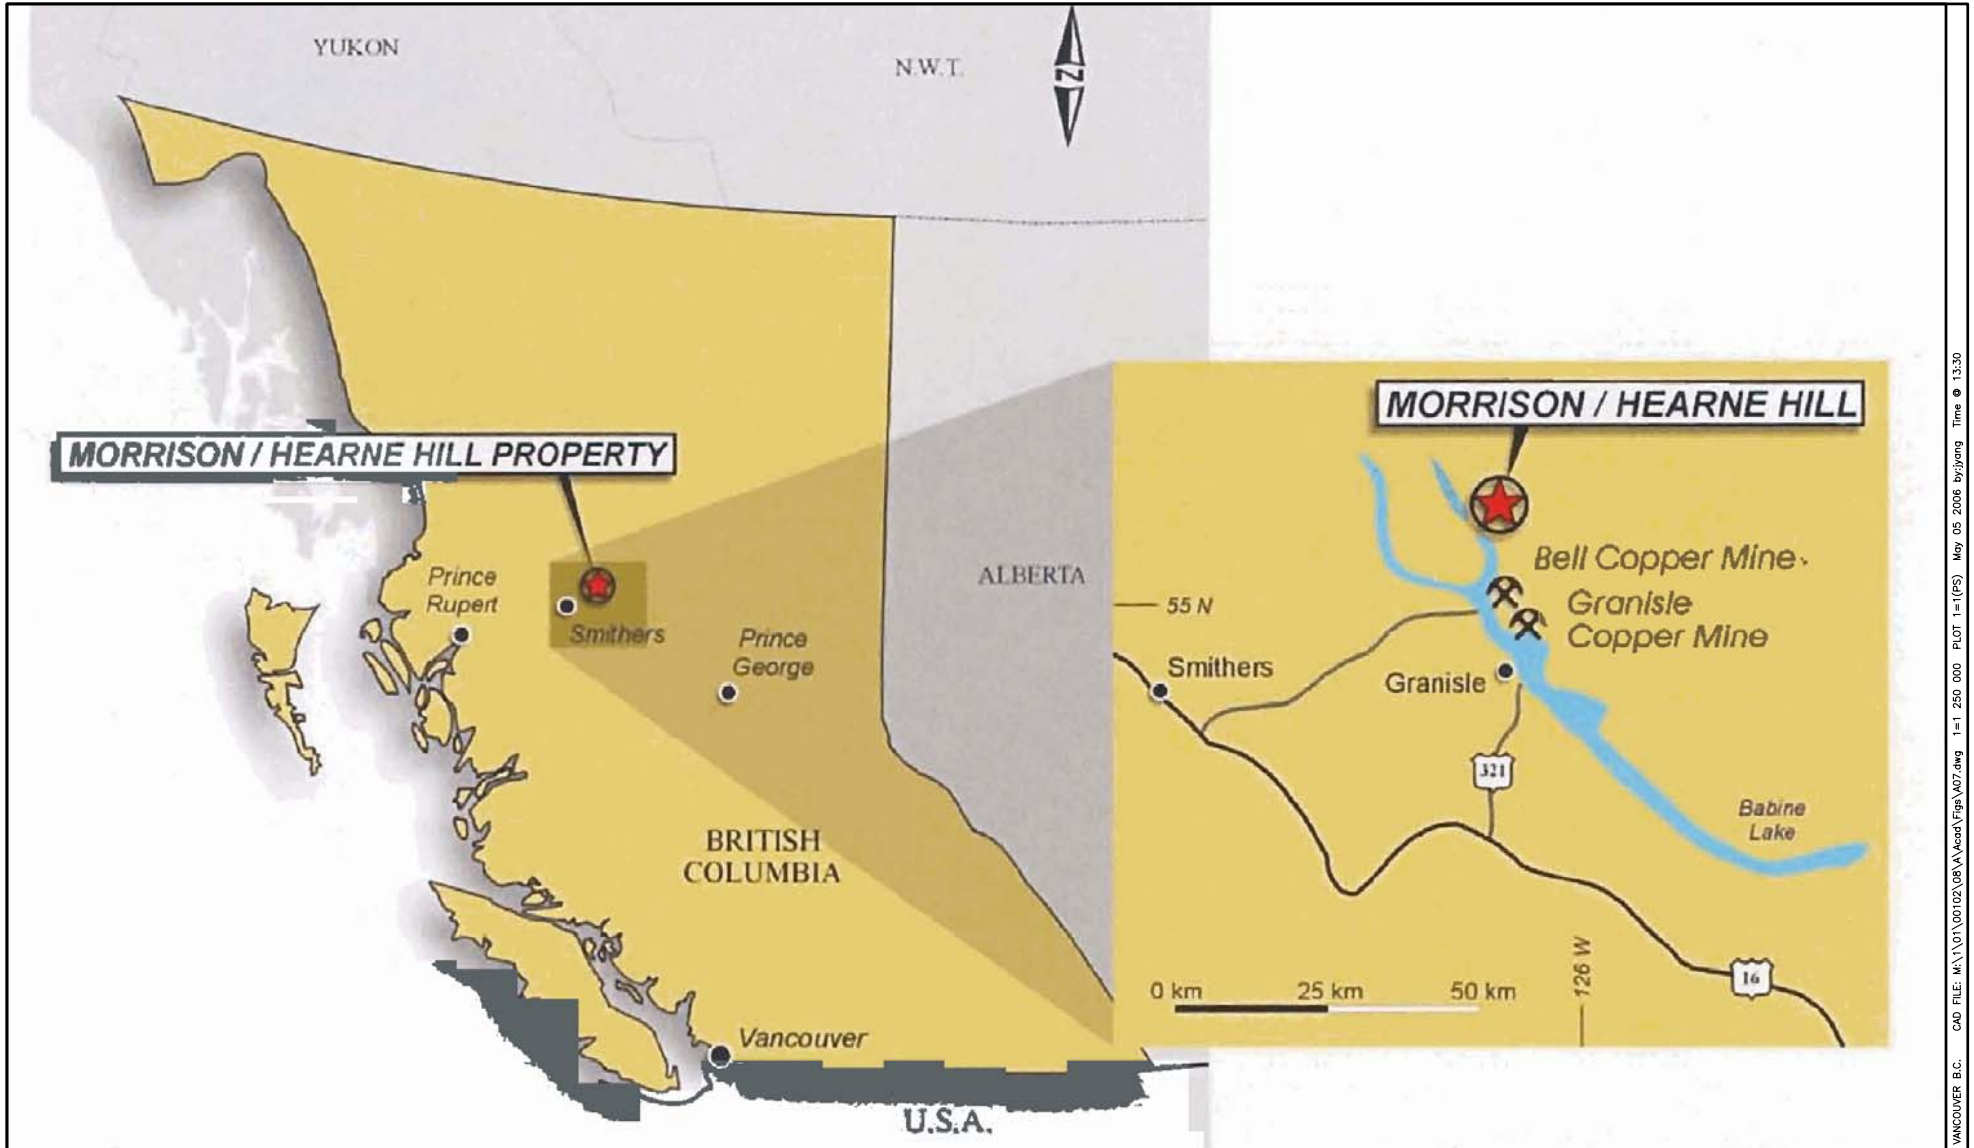 YUKON
N.W.T.
N
MORRISON / HEARNE HILL PROPERTY
Prince
Rupert
Smithers
Prince
George
ALBERTA
BRITISH
COLUMBIA
Vancouver
U.S.A.
MORRISON / HEARNE HILL
Bell Copper Mine
Granisle
Copper Mine
55 N
Smithers
Granisle
321
Babine
Lake
0 km 25 km 50 km
126 W
16
VANCOUVER B.C. CAD FILE: M:\1\01\00102\08\A\Acad\Figs\A07.dwg 1=1 250 000 PLOT 1=1(PS) May 05 2006 by:jyang Time @ 13:30